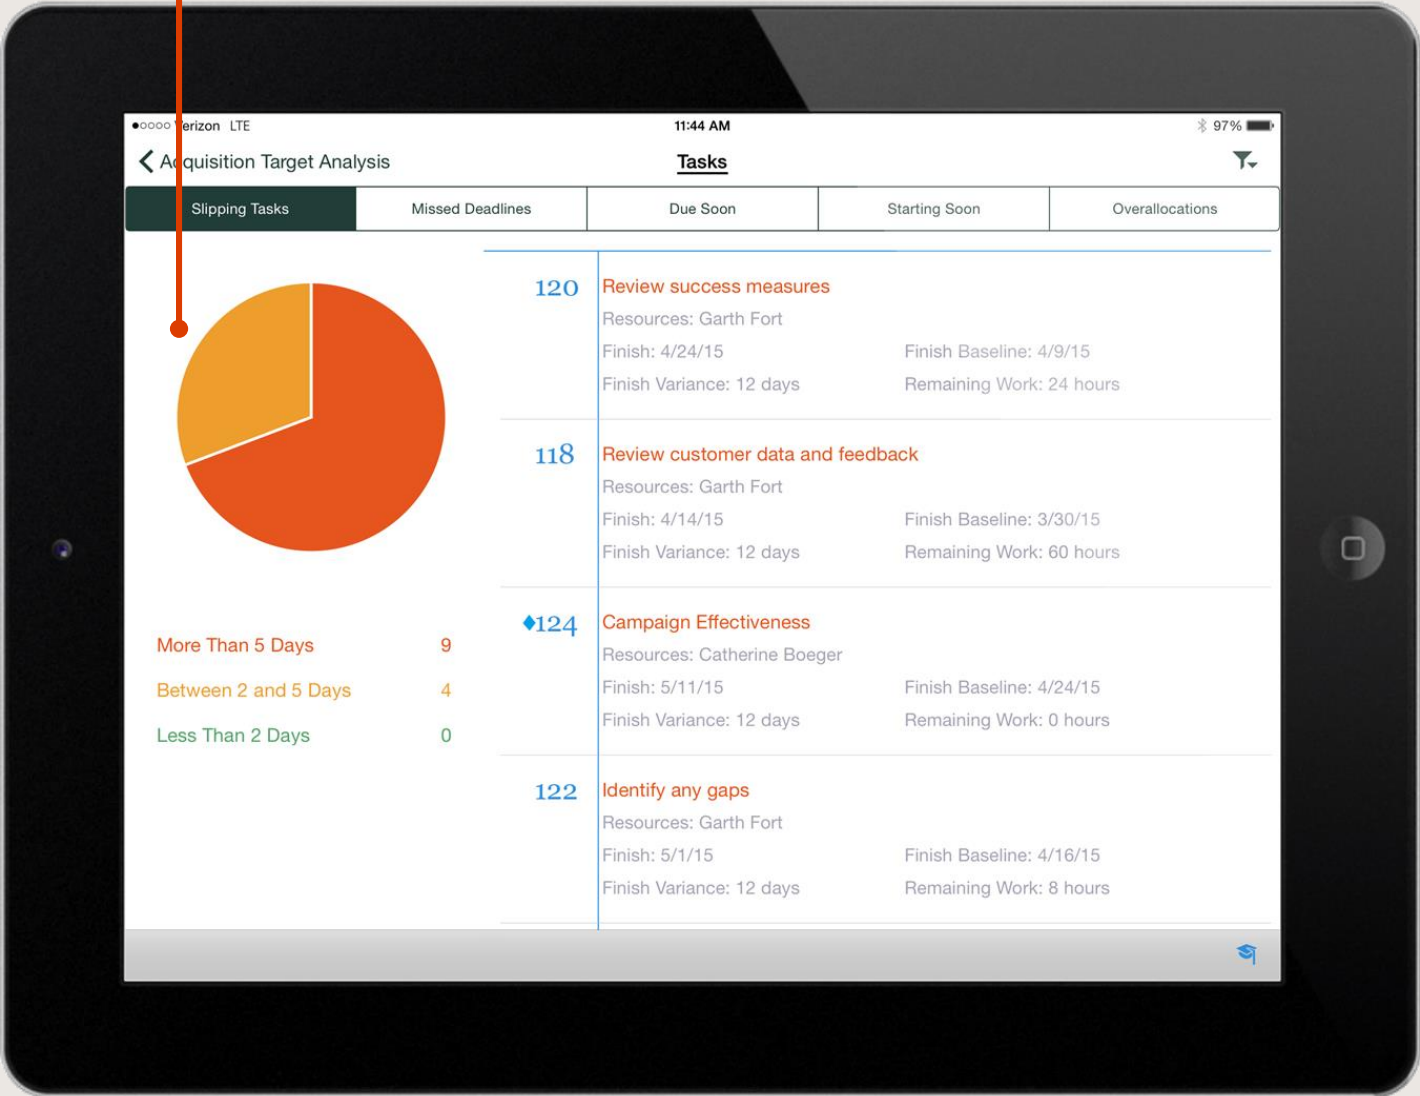 Verizon LTE 11:44 AM 97%
Acquisition Target Analysis Tasks
Slipping Tasks Missed Deadlines Due Soon Starting Soon Overallocations
120 Review success measures
Resources: Garth Fort
Finish: 4/24/15 Finish Baseline: 4/9/15
Finish Variance: 12 days Remaining Work: 24 hours
118 Review customer data and feedback
Resources: Garth Fort
Finish: 4/14/15 Finish Baseline: 3/30/15
Finish Variance: 12 days Remaining Work: 60 hours
124 Campaign Effectiveness
Resources: Catherine Boeger
Finish: 5/11/15 Finish Baseline: 4/24/15
Finish Variance: 12 days Remaining Work: 0 hours
122 Identify any gaps
Resources: Garth Fort
Finish: 5/1/15 Finish Baseline: 4/16/15
Finish Variance: 12 days Remaining Work: 8 hours
More Than 5 Days 9
Between 2 and 5 Days 4
Less Than 2 Days 0